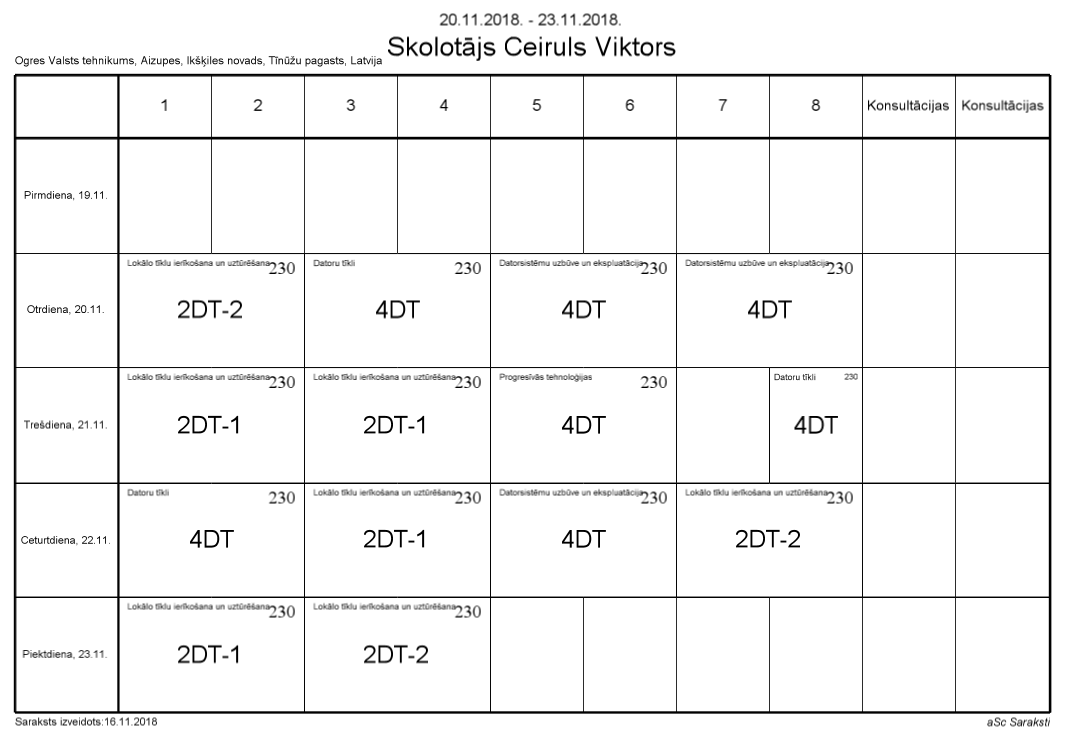 20.11.2018. - 23.11.2018.
Skolotājs Ceiruls Viktors
Ogres Valsts tehnikums, Aizupes, Ikšķiles novads, Tīnūžu pagasts, Latvija
1 2 3 4 5 6 7 8 Konsultācijas Konsultācijas
Pirmdiena, 19.11.
Lokālo tīklu ierīkošana un uztūrēšana 230 Datoru tīkli 230 Datorsistēmu uzbūve un ekspluatācija 230 Datorsistēmu uzbūve un ekspluatācija 230
Otrdiena, 20.11. 2DT-2 4DT 4DT 4DT
Lokālo tīklu ierīkošana un uztūrēšana 230 Lokālo tīklu ierīkošana un uztūrēšana 230 Progresīvās tehnoloģijas 230 Datoru tīkli 230
Trešdiena, 21.11. 2DT-1 2DT-1 4DT 4DT
Datoru tīkli 230 Lokālo tīklu ierīkošana un uztūrēšana 230 Datorsistēmu uzbūve un ekspluatācija 230 Lokālo tīklu ierīkošana un uztūrēšana 230
Ceturtdiena, 22.11. 4DT 2DT-1 4DT 2DT-2
Lokālo tīklu ierīkošana un uztūrēšana 230 Lokālo tīklu ierīkošana un uztūrēšana 230
Piektdiena, 23.11. 2DT-1 2DT-2
Saraksts izveidots:16.11.2018 aSc Saraksti